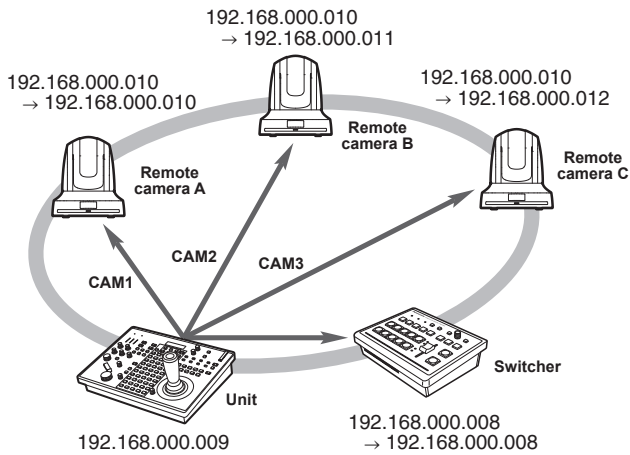 192.168.000.010
→ 192.168.000.011
192.168.000.010
→ 192.168.000.010
192.168.000.010
→ 192.168.000.012
Remote
camera B
Remote
camera A
Remote
camera C
CAM1
CAM2
CAM3
Switcher
Unit
192.168.000.009
192.168.000.008
→ 192.168.000.008